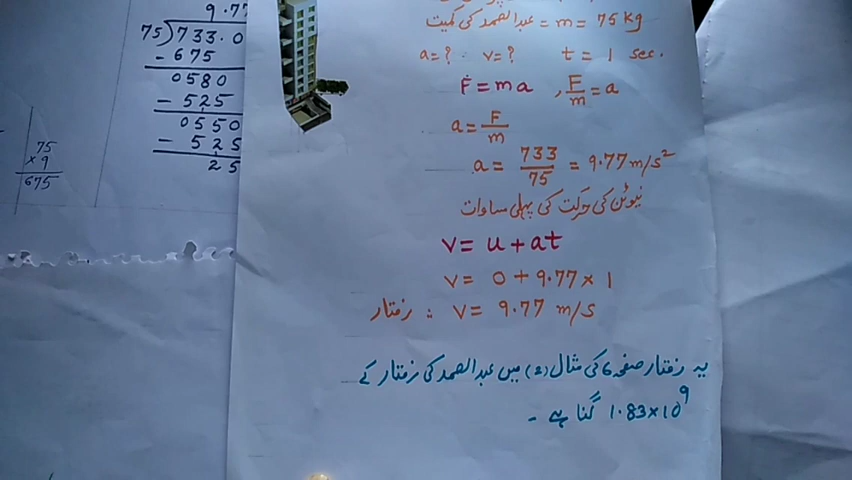 عبدالصمد کی کمیت = m = 75 kg
a = ? v = ? t = 1 sec.
F = ma , F/m = a
a = F/m
a = 733/75 = 9.77 m/s²
نیوٹن کی حرکت کی پہلی مساوات
v = u + at
v = 0 + 9.77 × 1
رفتار : v = 9.77 m/s
یہ رفتار صفحہ 6 کی مثال (2) میں عبدالصمد کی رفتار کے
1.83×10⁹ گنا ہے -
9.77
75)733.0
- 675
0580
- 525
0550
- 525
25
75
×9
675